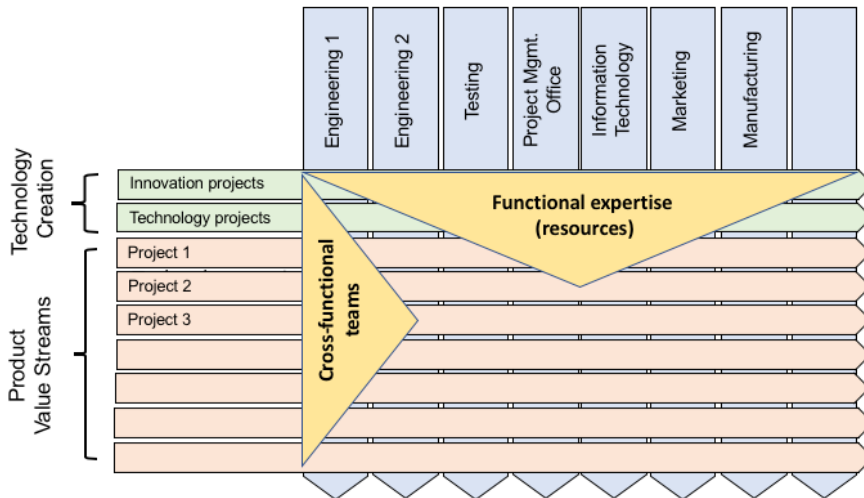 Engineering 1
Engineering 2
Testing
Project Mgmt.
Office
Information
Technology
Marketing
Manufacturing
Technology
Creation
Innovation projects
Technology projects
Functional expertise
(resources)
Product
Value Streams
Project 1
Project 2
Project 3
Cross-functional
teams